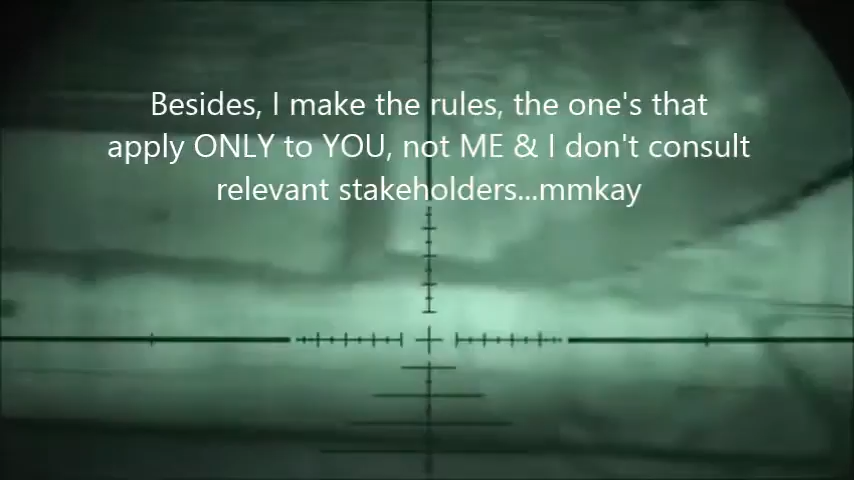 Besides, I make the rules, the one's that
apply ONLY to YOU, not ME & I don't consult
relevant stakeholders...mmkay